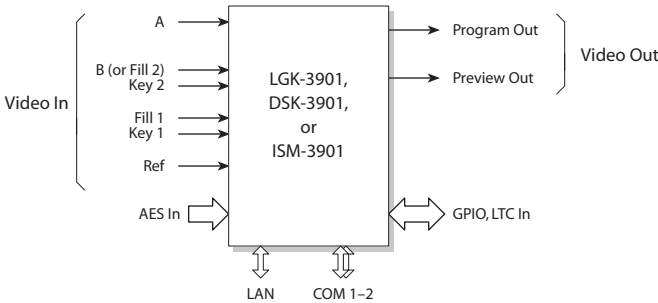 A
B (or Fill 2)
Key 2
Video In
Fill 1
Key 1
Ref
AES In
LGK-3901,
DSK-3901,
or
ISM-3901
Program Out
Video Out
Preview Out
GPIO, LTC In
LAN
COM 1–2